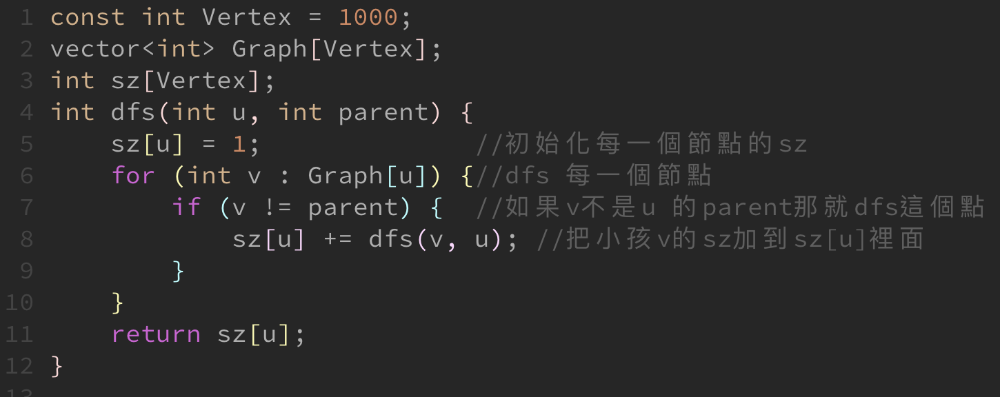 1 const int Vertex = 1000;
2 vector<int> Graph[Vertex];
3 int sz[Vertex];
4 int dfs(int u, int parent) {
5     sz[u] = 1;              //初始化每一個節點的sz
6     for (int v : Graph[u]) {//dfs 每一個節點
7         if (v != parent) {  //如果v不是u 的parent那就dfs這個點
8             sz[u] += dfs(v, u); //把小孩v的sz加到sz[u]裡面
9         }
10     }
11     return sz[u];
12 }
13